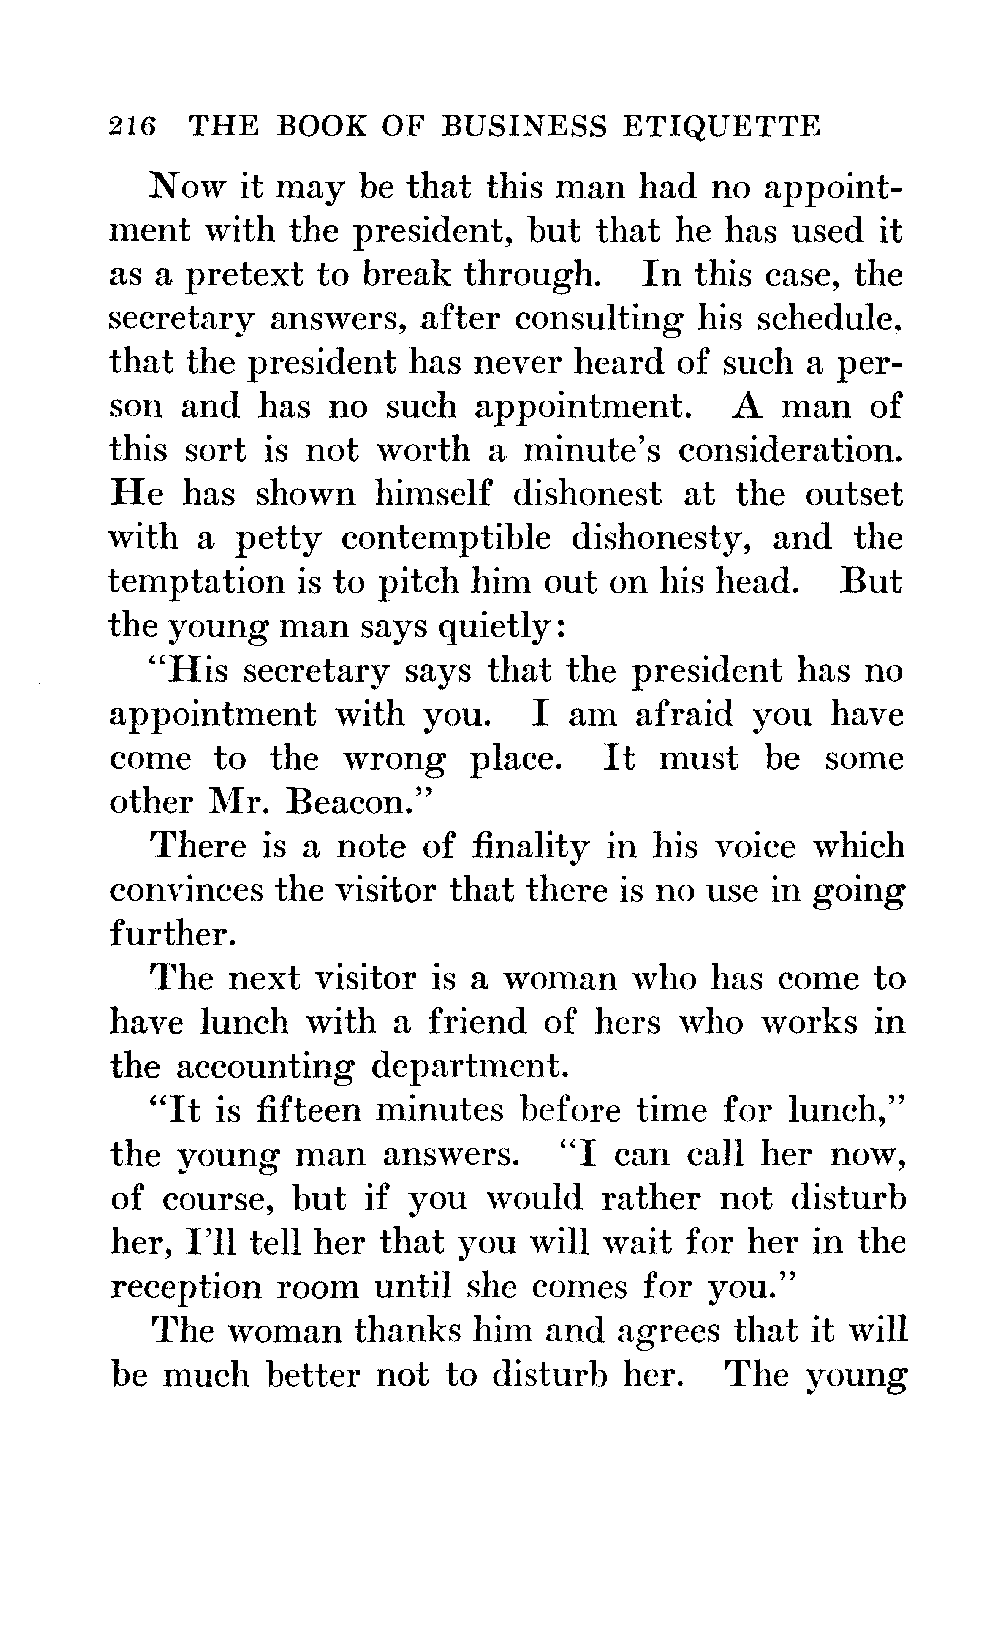 216 THE BOOK OF BUSINESS ETIQUETTE
Now it may be that this man had no appoint-
ment with the president, but that he has used it
as a pretext to break through. In this case, the
secretary answers, after consulting his schedule,
that the president has never heard of such a per-
son and has no such appointment. A man of
this sort is not worth a minute's consideration.
He has shown himself dishonest at the outset
with a petty contemptible dishonesty, and the
temptation is to pitch him out on his head. But
the young man says quietly:
“His secretary says that the president has no
appointment with you. I am afraid you have
come to the wrong place. It must be some
other Mr. Beacon.”
There is a note of finality in his voice which
convinces the visitor that there is no use in going
further.
The next visitor is a woman who has come to
have lunch with a friend of hers who works in
the accounting department.
“It is fifteen minutes before time for lunch,”
the young man answers. “I can call her now,
of course, but if you would rather not disturb
her, I'll tell her that you will wait for her in the
reception room until she comes for you.”
The woman thanks him and agrees that it will
be much better not to disturb her. The young